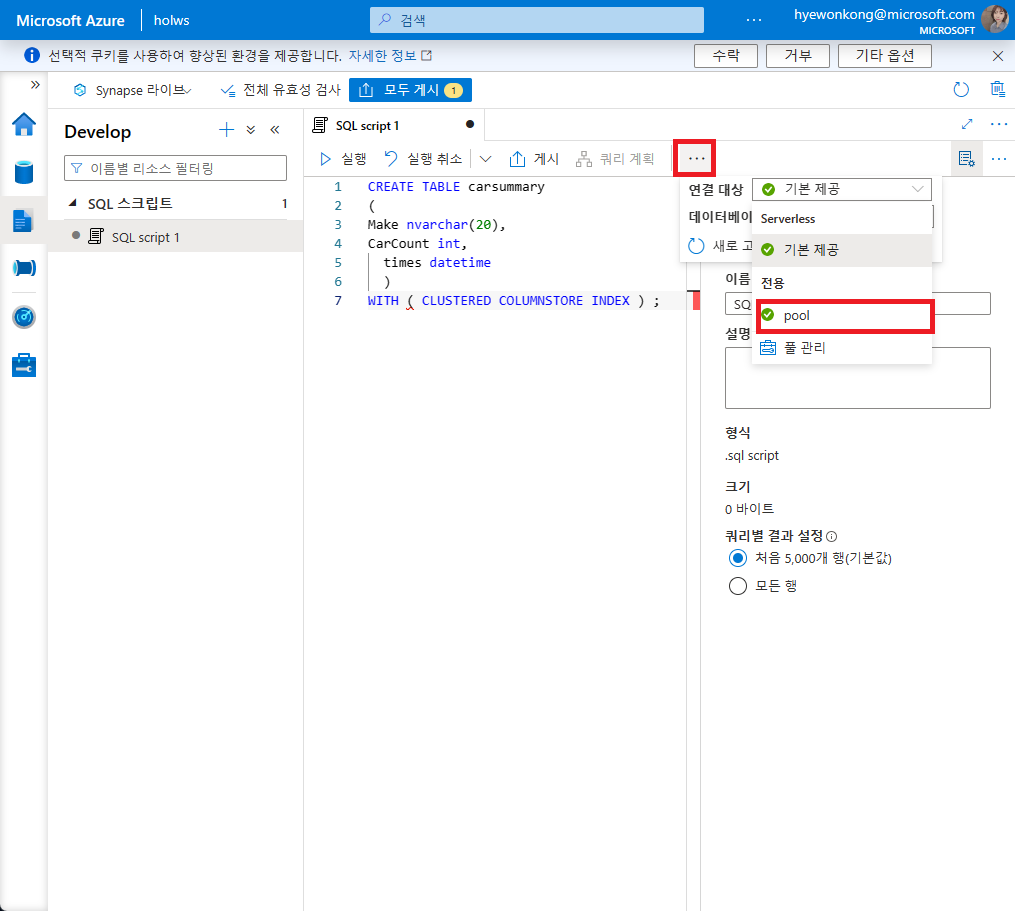 Microsoft Azure holws 검색 ... hyewonkong@microsoft.com
MICROSOFT
선택적 쿠키를 사용하여 향상된 환경을 제공합니다. 자세한 정보 수락 거부 기타 옵션
Synapse 라이브 전체 유효성 검사 모두 게시 1
Develop
이름별 리소스 필터링
SQL 스크립트 1
SQL script 1
SQL script 1
실행 실행 취소 게시 쿼리 계획 ...
1 CREATE TABLE carsummary
2 (
3 Make nvarchar(20),
4 CarCount int,
5 times datetime
6 )
7 WITH ( CLUSTERED COLUMNSTORE INDEX ) ;
연결 대상 기본 제공
데이터베이
새로 고
Serverless
기본 제공
전용
pool
풀 관리
이름
SQ
설명
형식
.sql script
크기
0 바이트
쿼리별 결과 설정
처음 5,000개 행(기본값)
모든 행